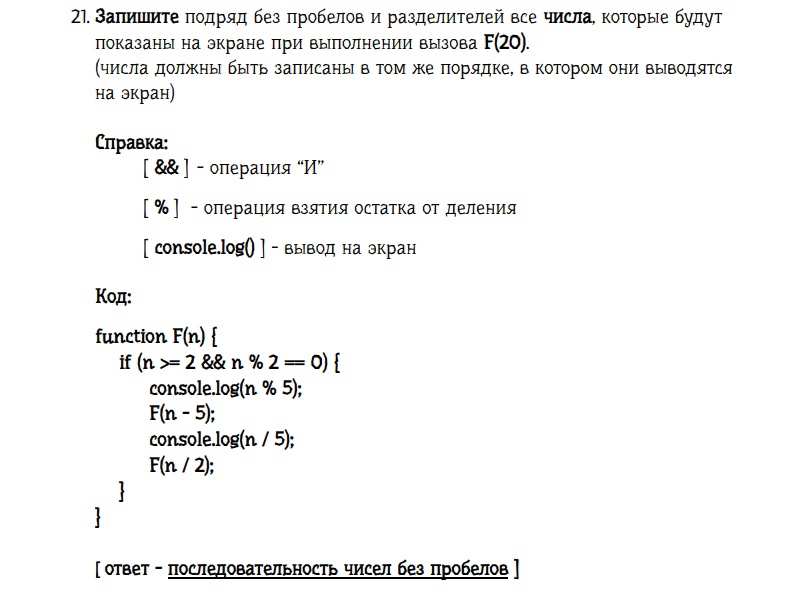 21. Запишите подряд без пробелов и разделителей все числа, которые будут
показаны на экране при выполнении вызова F(20).
(числа должны быть записаны в том же порядке, в котором они выводятся
на экран)
Справка:
[ && ] - операция “И”
[ % ] - операция взятия остатка от деления
[ console.log() ] - вывод на экран
Код:
function F(n) {
if (n >= 2 && n % 2 == 0) {
console.log(n % 5);
F(n - 5);
console.log(n / 5);
F(n / 2);
}
}
[ ответ - последовательность чисел без пробелов ]